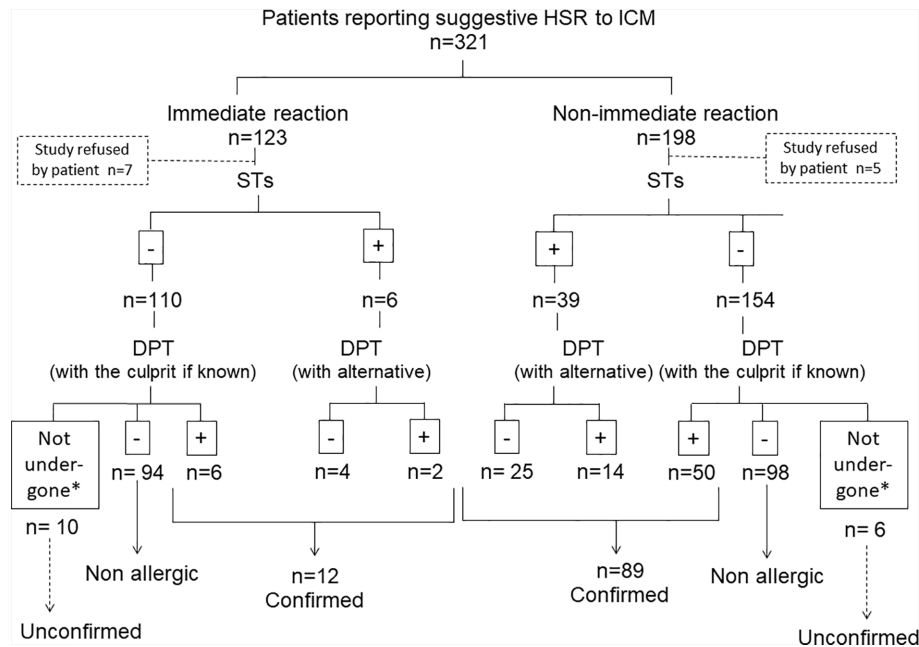 Patients reporting suggestive HSR to ICM
n=321
Immediate reaction
n=123
Non-immediate reaction
n=198
Study refused
by patient n=7
Study refused
by patient n=5
STs
STs
-
+
+
-
n=110
n=6
n=39
n=154
DPT
(with the culprit if known)
DPT
(with alternative)
DPT
(with alternative)
DPT
(with the culprit if known)
Not
under-
gone*
-
+
-
+
-
+
+
-
Not
under-
gone*
n= 10
n= 94
n=6
n=4
n=2
n= 25
n=14
n=50
n=98
n= 6
Non allergic
n=12
Confirmed
n=89
Confirmed
Non allergic
Unconfirmed
Unconfirmed